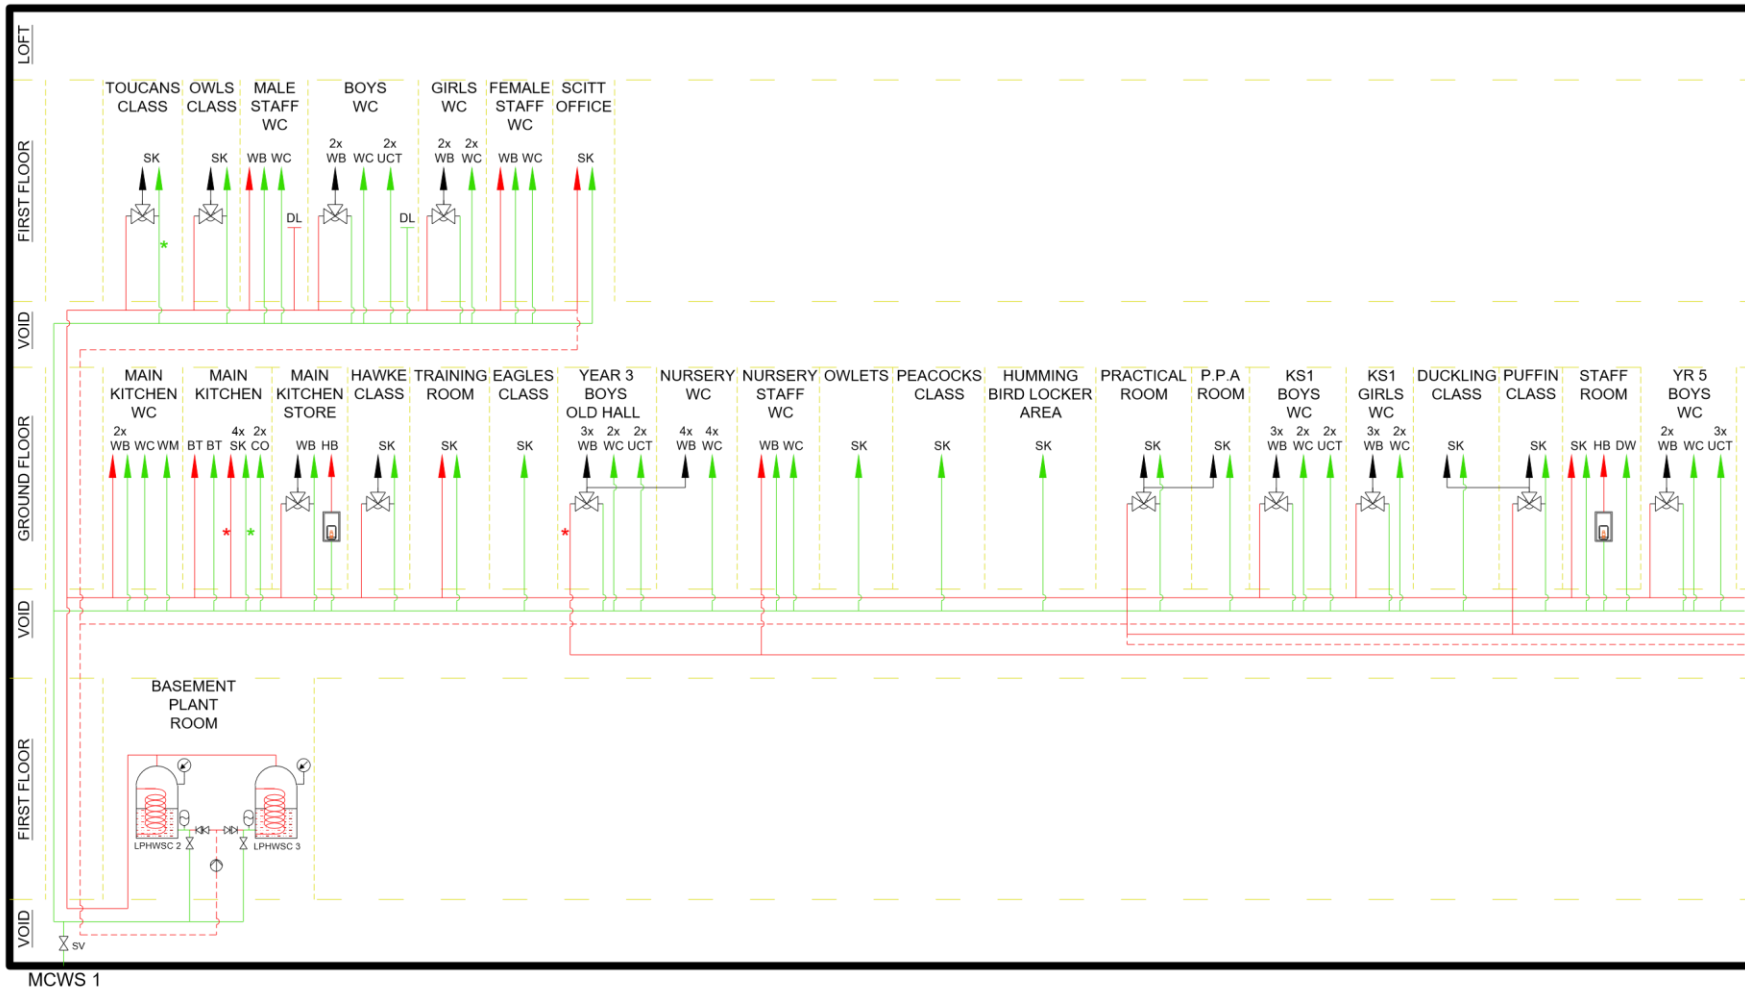 LOFT
TOUCANS
CLASS
OWLS
CLASS
MALE
STAFF
WC
BOYS
WC
GIRLS
WC
FEMALE
STAFF
WC
SCITT
OFFICE
FIRST FLOOR
SK
SK
WB WC
DL
2x
WB
WC
2x
UCT
DL
2x
WB
2x
WC
WB WC
SK
*
VOID
MAIN
KITCHEN
WC
MAIN
KITCHEN
MAIN
KITCHEN
STORE
HAWKE
CLASS
TRAINING
ROOM
EAGLES
CLASS
YEAR 3
BOYS
OLD HALL
NURSERY
WC
NURSERY
STAFF
WC
OWLETS
PEACOCKS
CLASS
HUMMING
BIRD LOCKER
AREA
PRACTICAL
ROOM
P.P.A
ROOM
KS1
BOYS
WC
KS1
GIRLS
WC
DUCKLING
CLASS
PUFFIN
CLASS
STAFF
ROOM
YR 5
BOYS
WC
GROUND FLOOR
2x
WB WC WM
BT BT
4x
SK
2x
CO
WB HB
SK
SK
SK
3x
WB
2x
WC
2x
UCT
4x
WB
4x
WC
WB WC
SK
SK
SK
SK
SK
3x
WB
2x
WC
2x
UCT
3x
WB
2x
WC
SK
SK
SK HB DW
2x
WB
WC
3x
UCT
* * *
VOID
BASEMENT
PLANT
ROOM
FIRST FLOOR
LPHWSC 2
LPHWSC 3
VOID
SV
MCWS 1